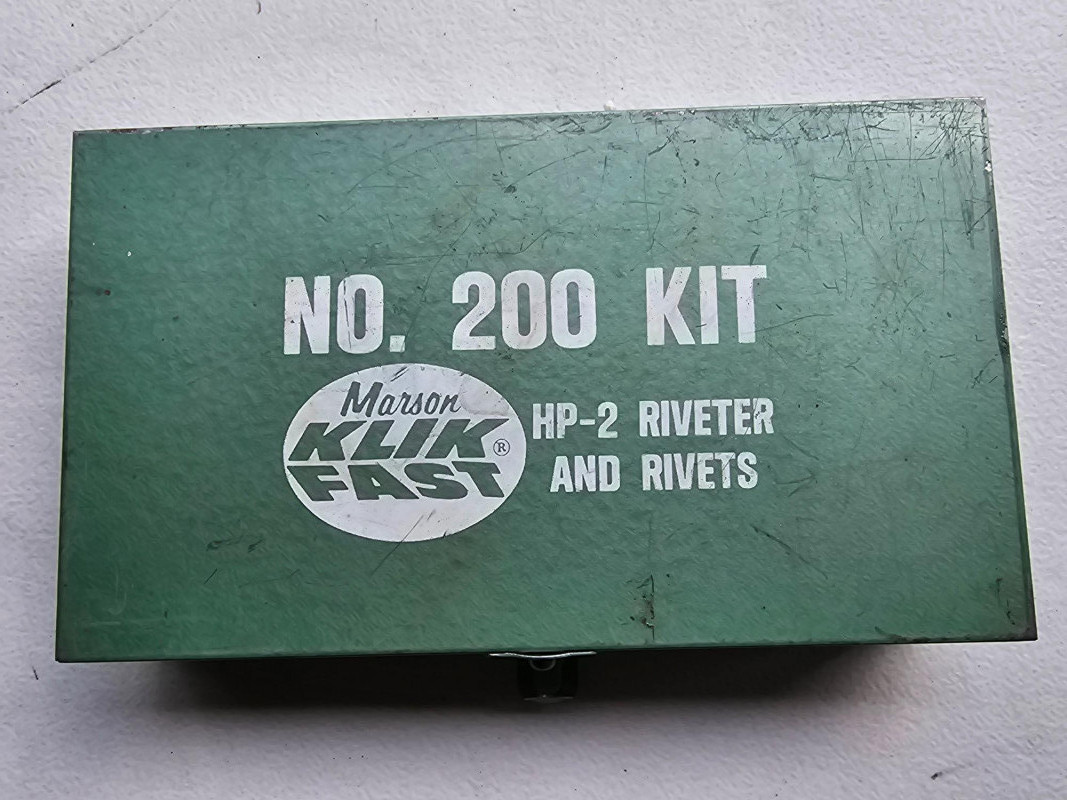 NO. 200 KIT
Marson
KLIK®
FAST
HP-2 RIVETER
AND RIVETS